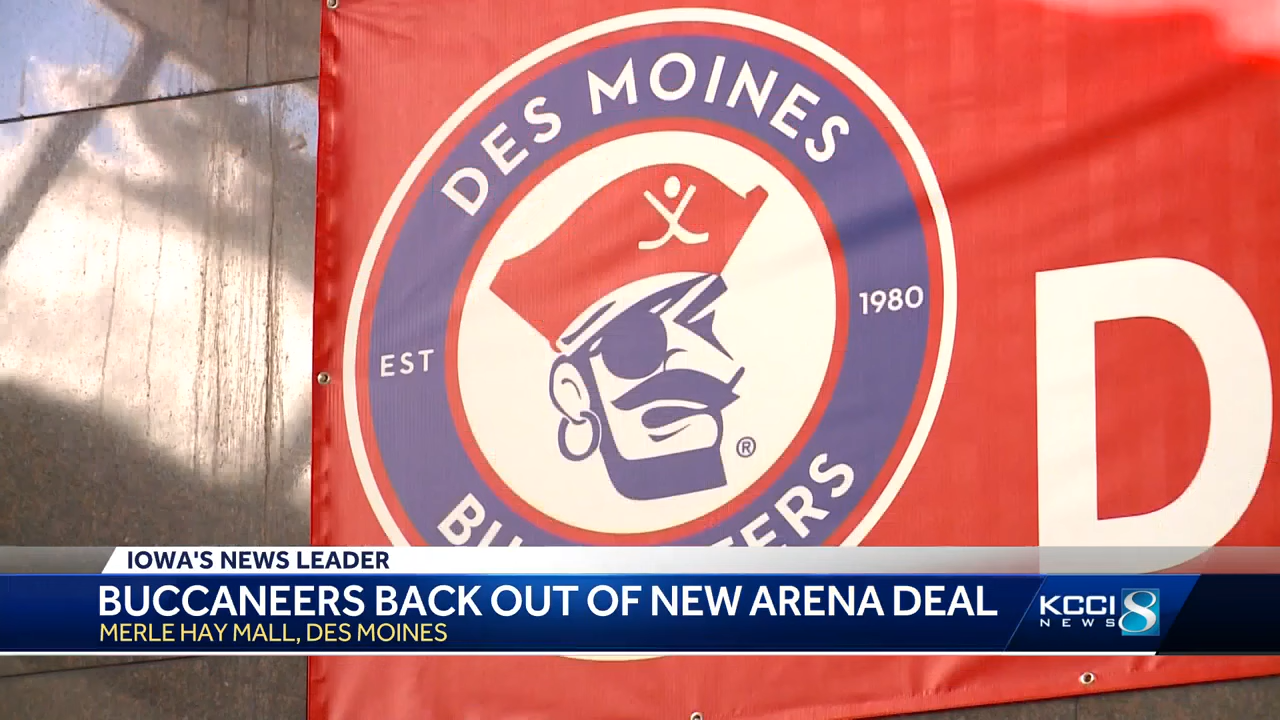 DES MOINES
EST
1980
®
D
IOWA'S NEWS LEADER
BUCCANEERS BACK OUT OF NEW ARENA DEAL
MERLE HAY MALL, DES MOINES
KCCI 8
NEWS